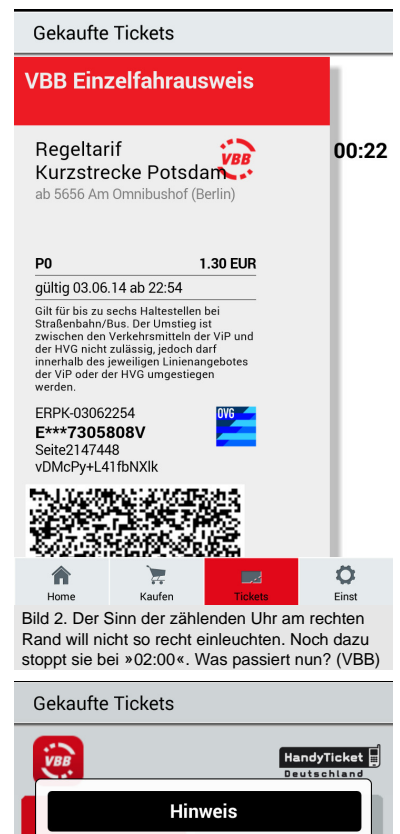 Gekaufte Tickets
VBB Einzelfahrausweis
Regeltarif
VBB
00:22
Kurzstrecke Potsdam
ab 5656 Am Omnibushof (Berlin)
P0 1.30 EUR
gültig 03.06.14 ab 22:54
Gilt für bis zu sechs Haltestellen bei
Straßenbahn/Bus. Der Umstieg ist
zwischen den Verkehrsmitteln der ViP und
der HVG nicht zulässig, jedoch darf
innerhalb des jeweiligen Linienangebotes
der ViP oder der HVG umgestiegen
werden.
ERPK-03062254
OVG
E***7305808V
Seite2147448
vDMcPy+L41fbNXlk
Home Kaufen Tickets Einst
Bild 2. Der Sinn der zählenden Uhr am rechten
Rand will nicht so recht einleuchten. Noch dazu
stoppt sie bei »02:00«. Was passiert nun? (VBB)
Gekaufte Tickets
VBB
HandyTicket
Deutschland
Hinweis